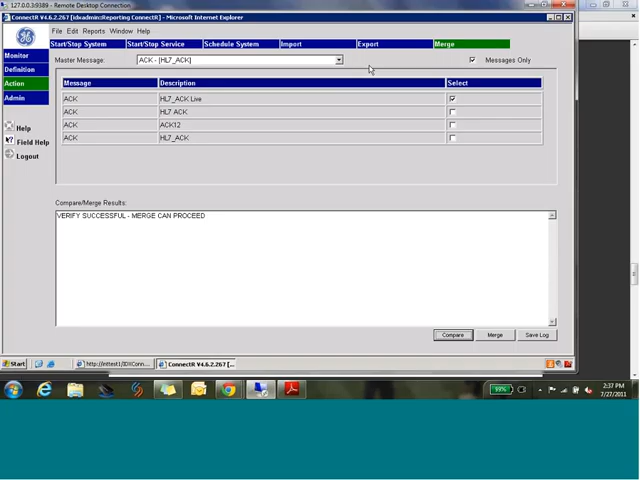 127.0.0.3:9389 - Remote Desktop Connection
ConnectR V4.6.2.267 [idxadmin::Reporting ConnectR] - Microsoft Internet Explorer
File Edit Reports Window Help
Start/Stop System Start/Stop Service Schedule System Import Export Merge
Monitor
Definition
Action
Admin
Help
Field Help
Logout
Master Message: ACK - [HL7_ACK] Messages Only
Message Description Select
ACK HL7_ACK Live
ACK HL7 ACK
ACK ACK12
ACK HL7_ACK
Compare/Merge Results:
VERIFY SUCCESSFUL - MERGE CAN PROCEED
Compare Merge Save Log
Start http://inttest1/IDXConn... ConnectR V4.6.2.267 [...
99% 2:37 PM
7/27/2011